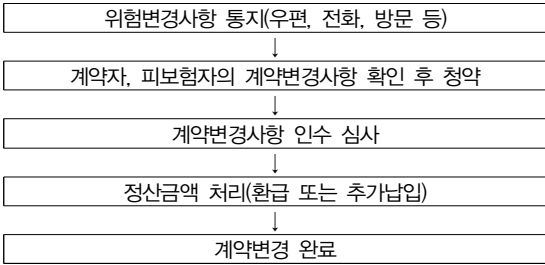 위험변경사항 통지(우편, 전화, 방문 등)
↓
계약자, 피보험자의 계약변경사항 확인 후 청약
↓
계약변경사항 인수 심사
↓
정산금액 처리(환급 또는 추가납입)
↓
계약변경 완료